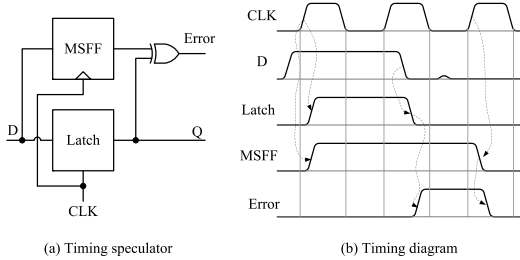 MSFF
Error
D
Latch
Q
CLK
(a) Timing speculator
CLK
D
Latch
MSFF
Error
(b) Timing diagram